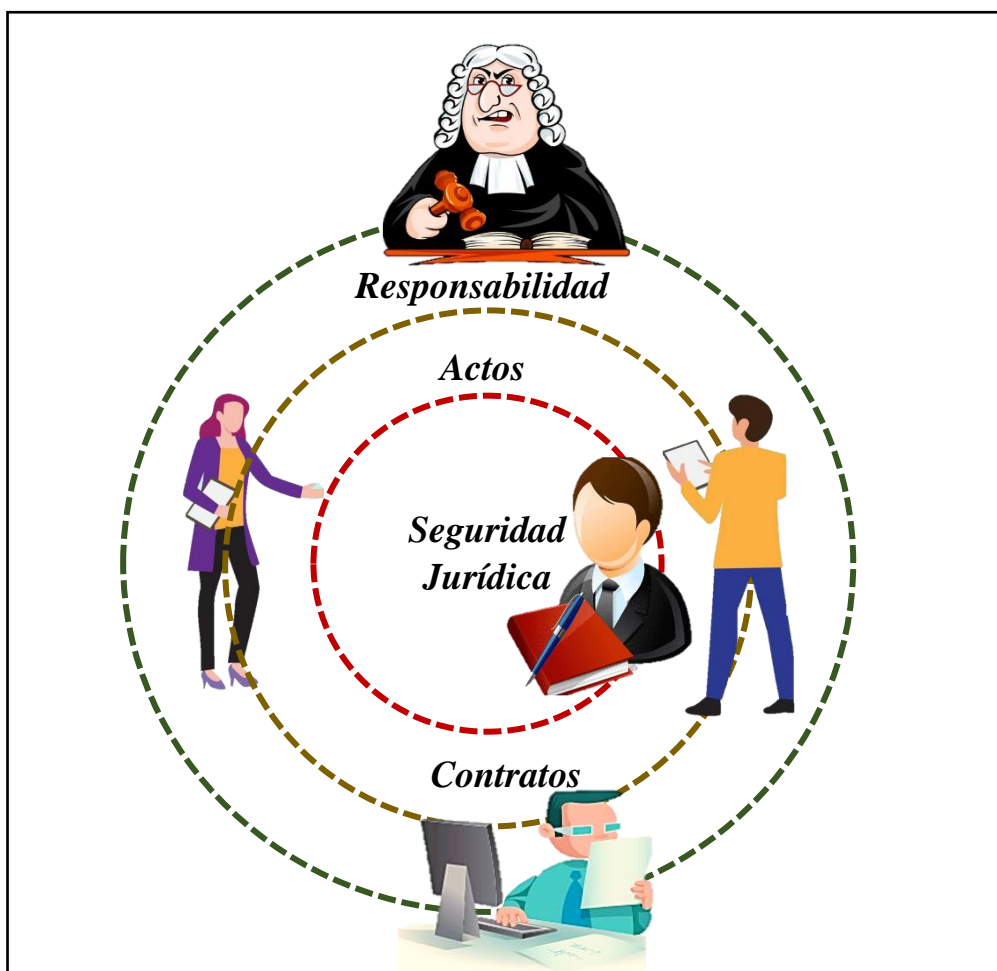 Responsabilidad
Actos
Seguridad
Jurídica
Contratos